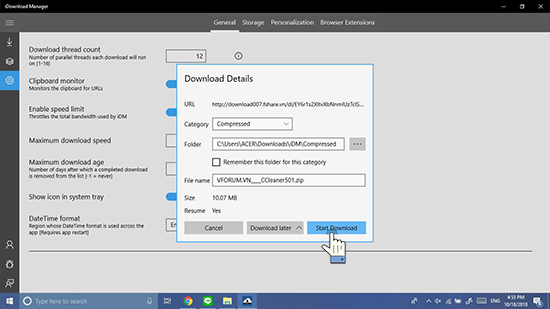 iDownload Manager
General Storage Personalization Browser Extensions
Download thread count
Number of parallel threads each download will run
on [1-16]
12
Clipboard monitor
Monitors the clipboard for URLs
Enable speed limit
Throttles the total bandwidth used by iDM
Maximum download speed
Maximum download age
Number of days after which a completed download
is removed from the list [-1 = never]
Show icon in system tray
DateTime format
Region whose DateTime format is used across the
app [Requires app restart]
En
Download Details
URL http://download007.fshare.vn/dl/
Category Compressed
Folder C:\Users\ACER\Downloads\iDM\Compressed ...
Remember this folder for this category
File name VFORUM.VN____CCleaner501.zip
Size 10.07 MB
Resume Yes
Cancel Download later Start Download
Type here to search
ENG
4:53 PM
10/18/2018